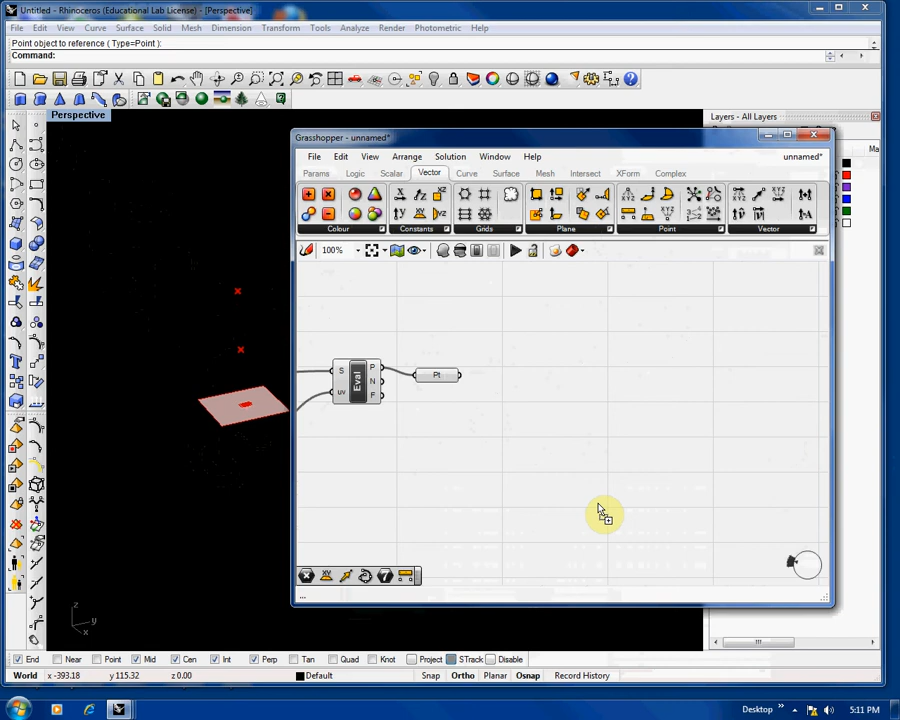 Untitled - Rhinoceros (Educational Lab License) - [Perspective]
File Edit View Curve Surface Solid Mesh Dimension Transform Tools Analyze Render Photometric Help
Point object to reference ( Type=Point ):
Command:
Perspective
Layers - All Layers
Ma
Grasshopper - unnamed*
File Edit View Arrange Solution Window Help
unnamed*
Params Logic Scalar Vector Curve Surface Mesh Intersect XForm Complex
Colour Constants Grids Plane Point Vector
100%
S
uv
Eval
P
N
F
Pt
...
z
y
x
End Near Point Mid Cen Int Perp Tan Quad Knot Project STrack Disable
World x -393.18 y 115.32 z 0.00 Default Snap Ortho Planar Osnap Record History
Desktop 5:11 PM